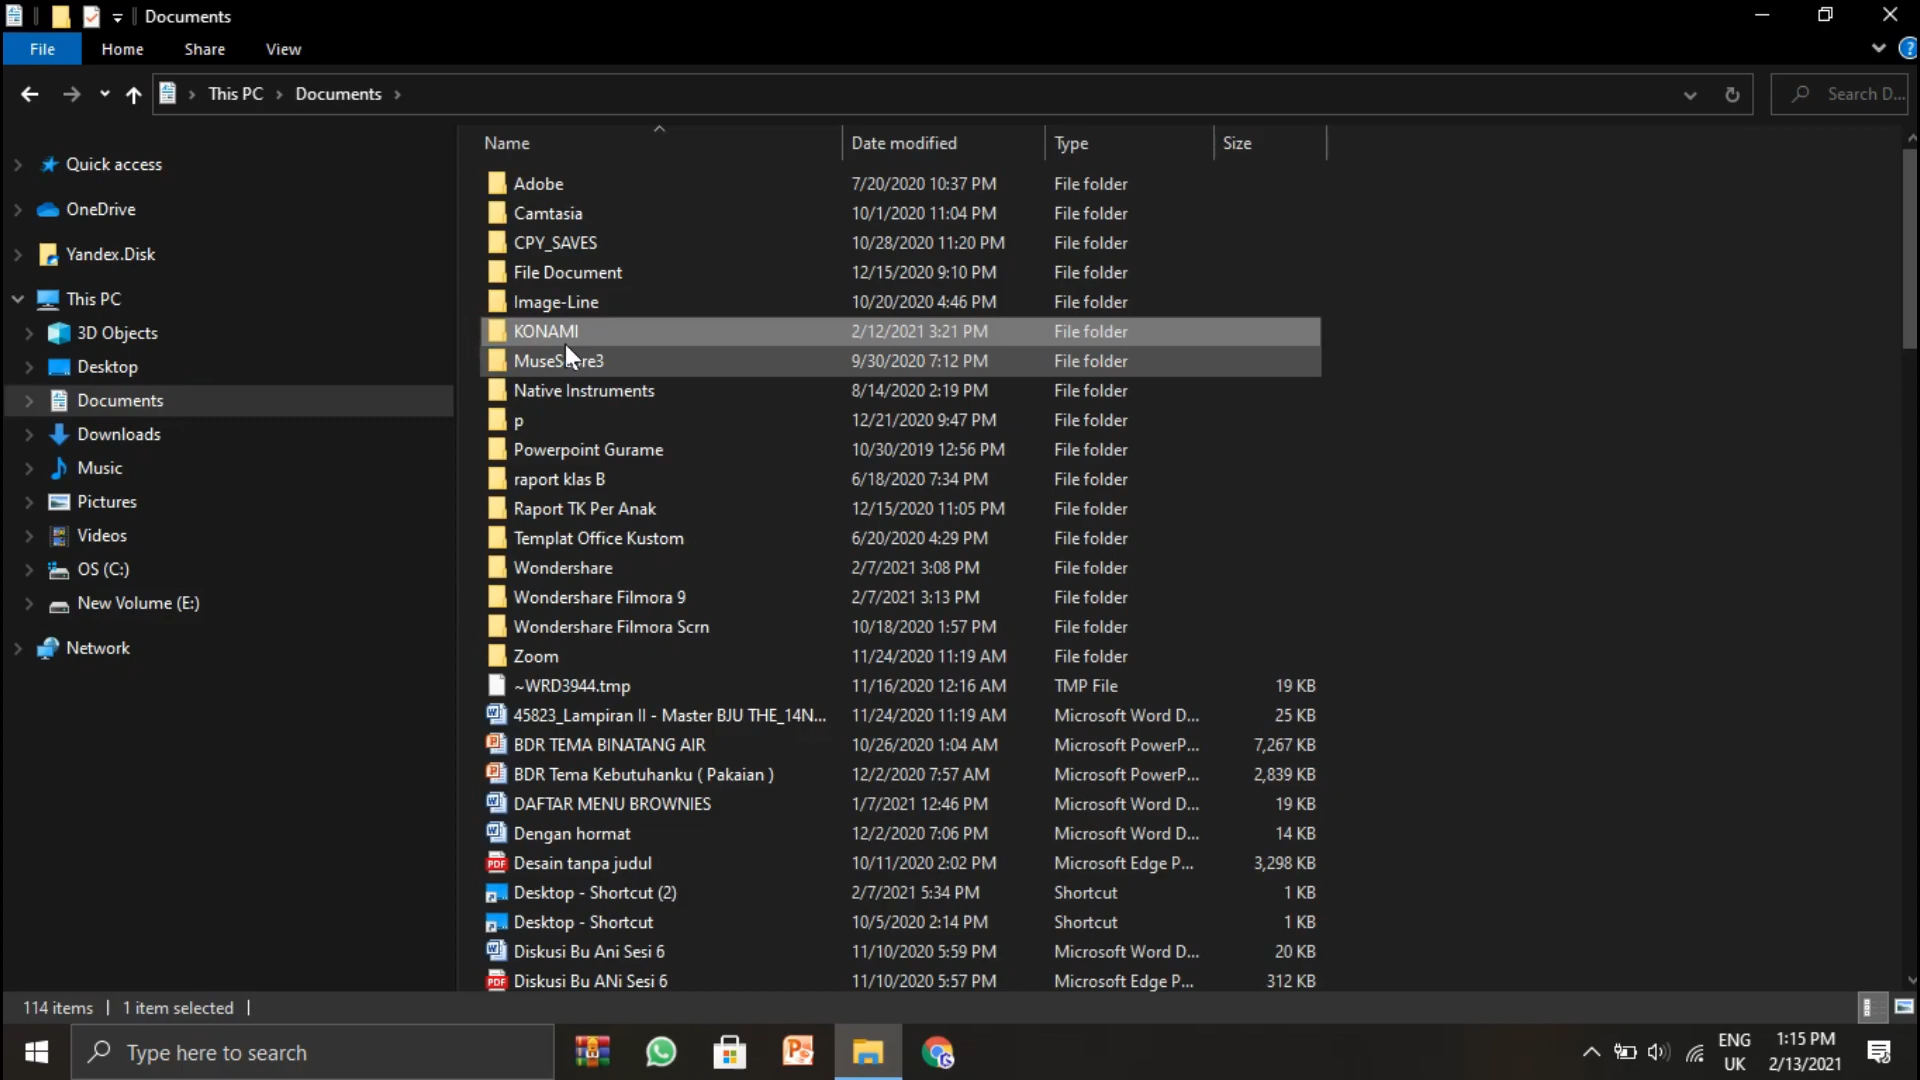 Documents
File Home Share View
This PC > Documents >
Search D...
Name Date modified Type Size
Quick access
OneDrive
Yandex.Disk
This PC
3D Objects
Desktop
Documents
Downloads
Music
Pictures
Videos
OS (C:)
New Volume (E:)
Network
Adobe 7/20/2020 10:37 PM File folder
Camtasia 10/1/2020 11:04 PM File folder
CPY_SAVES 10/28/2020 11:20 PM File folder
File Document 12/15/2020 9:10 PM File folder
Image-Line 10/20/2020 4:46 PM File folder
KONAMI 2/12/2021 3:21 PM File folder
MuseScore3 9/30/2020 7:12 PM File folder
Native Instruments 8/14/2020 2:19 PM File folder
p 12/21/2020 9:47 PM File folder
Powerpoint Gurame 10/30/2019 12:56 PM File folder
raport klas B 6/18/2020 7:34 PM File folder
Raport TK Per Anak 12/15/2020 11:05 PM File folder
Templat Office Kustom 6/20/2020 4:29 PM File folder
Wondershare 2/7/2021 3:08 PM File folder
Wondershare Filmora 9 2/7/2021 3:13 PM File folder
Wondershare Filmora Scrn 10/18/2020 1:57 PM File folder
Zoom 11/24/2020 11:19 AM File folder
~WRD3944.tmp 11/16/2020 12:16 AM TMP File 19 KB
45823_Lampiran II - Master BJU THE_14N... 11/24/2020 11:19 AM Microsoft Word D... 25 KB
BDR TEMA BINATANG AIR 10/26/2020 1:04 AM Microsoft PowerP... 7,267 KB
BDR Tema Kebutuhanku ( Pakaian ) 12/2/2020 7:57 AM Microsoft PowerP... 2,839 KB
DAFTAR MENU BROWNIES 1/7/2021 12:46 PM Microsoft Word D... 19 KB
Dengan hormat 12/2/2020 7:06 PM Microsoft Word D... 14 KB
Desain tanpa judul 10/11/2020 2:02 PM Microsoft Edge P... 3,298 KB
Desktop - Shortcut (2) 2/7/2021 5:34 PM Shortcut 1 KB
Desktop - Shortcut 10/5/2020 2:14 PM Shortcut 1 KB
Diskusi Bu Ani Sesi 6 11/10/2020 5:59 PM Microsoft Word D... 20 KB
Diskusi Bu ANi Sesi 6 11/10/2020 5:57 PM Microsoft Edge P... 312 KB
114 items | 1 item selected |
Type here to search
ENG
UK
1:15 PM
2/13/2021